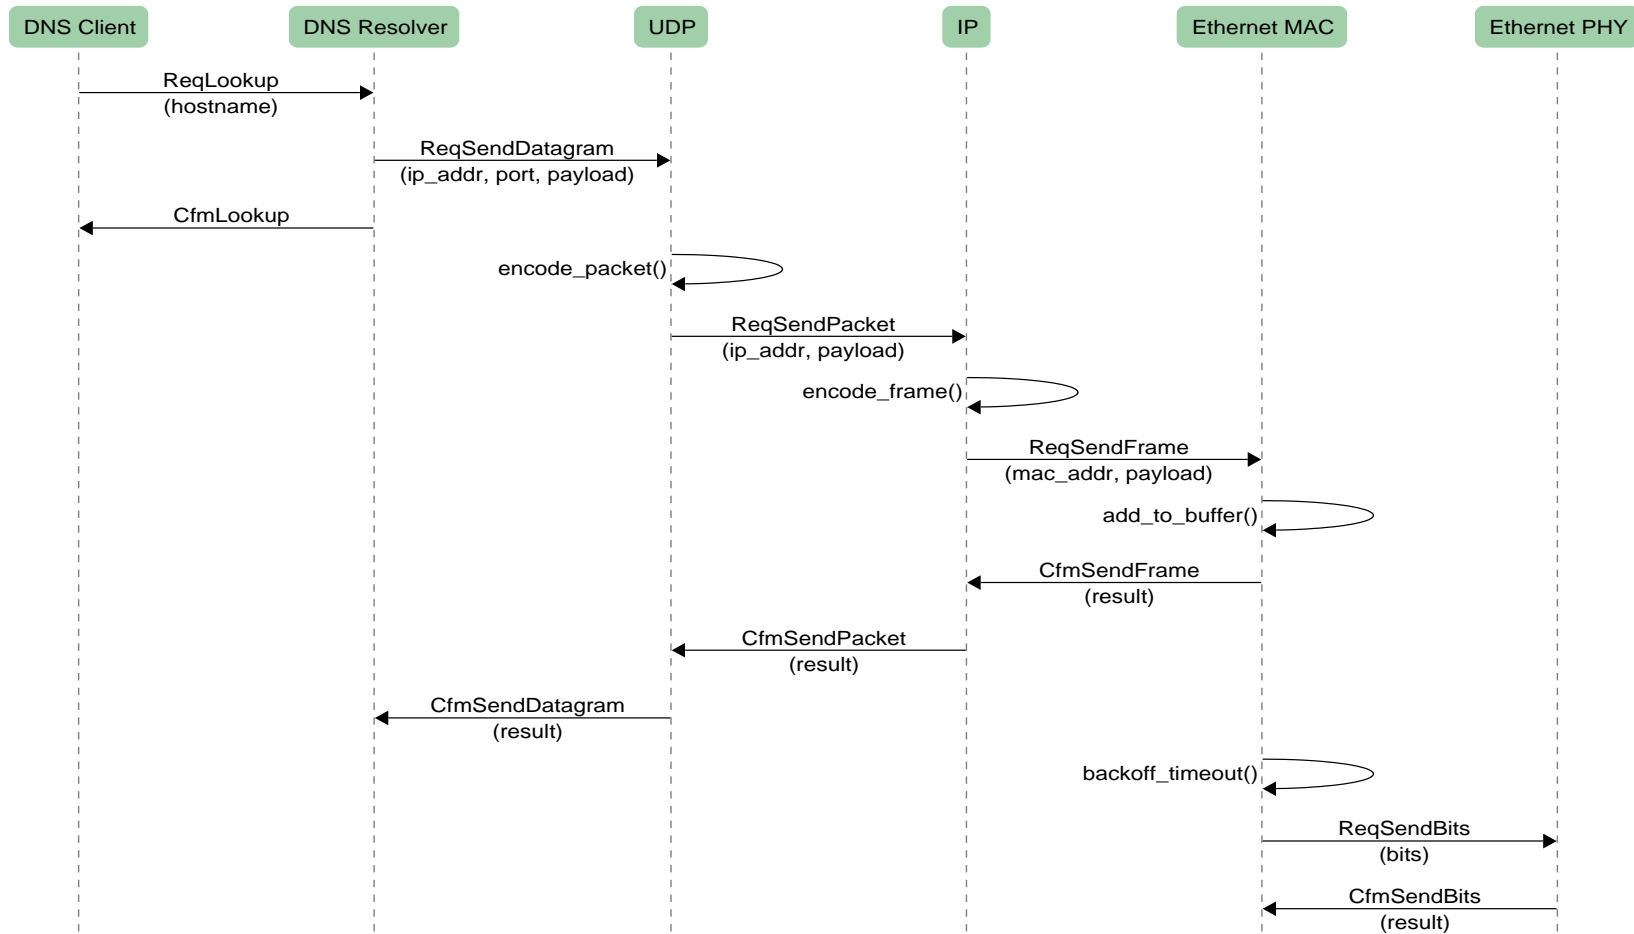 DNS Client
DNS Resolver
UDP
IP
Ethernet MAC
Ethernet PHY
ReqLookup
(hostname)
ReqSendDatagram
(ip_addr, port, payload)
CfmLookup
encode_packet()
ReqSendPacket
(ip_addr, payload)
encode_frame()
ReqSendFrame
(mac_addr, payload)
add_to_buffer()
CfmSendFrame
(result)
CfmSendPacket
(result)
CfmSendDatagram
(result)
backoff_timeout()
ReqSendBits
(bits)
CfmSendBits
(result)